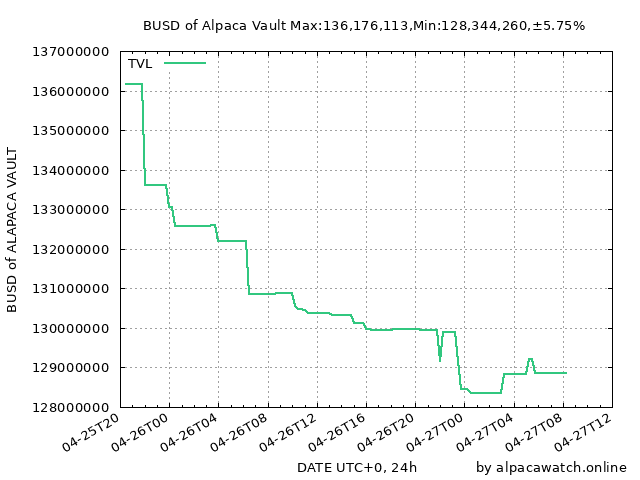 BUSD of Alpaca Vault Max:136,176,113,Min:128,344,260,±5.75%
TVL
BUSD of ALAPACA VAULT
137000000
136000000
135000000
134000000
133000000
132000000
131000000
130000000
129000000
128000000
04-25T20
04-26T00
04-26T04
04-26T08
04-26T12
04-26T16
04-26T20
04-27T00
04-27T04
04-27T08
04-27T12
DATE UTC+0, 24h
by alpacawatch.online